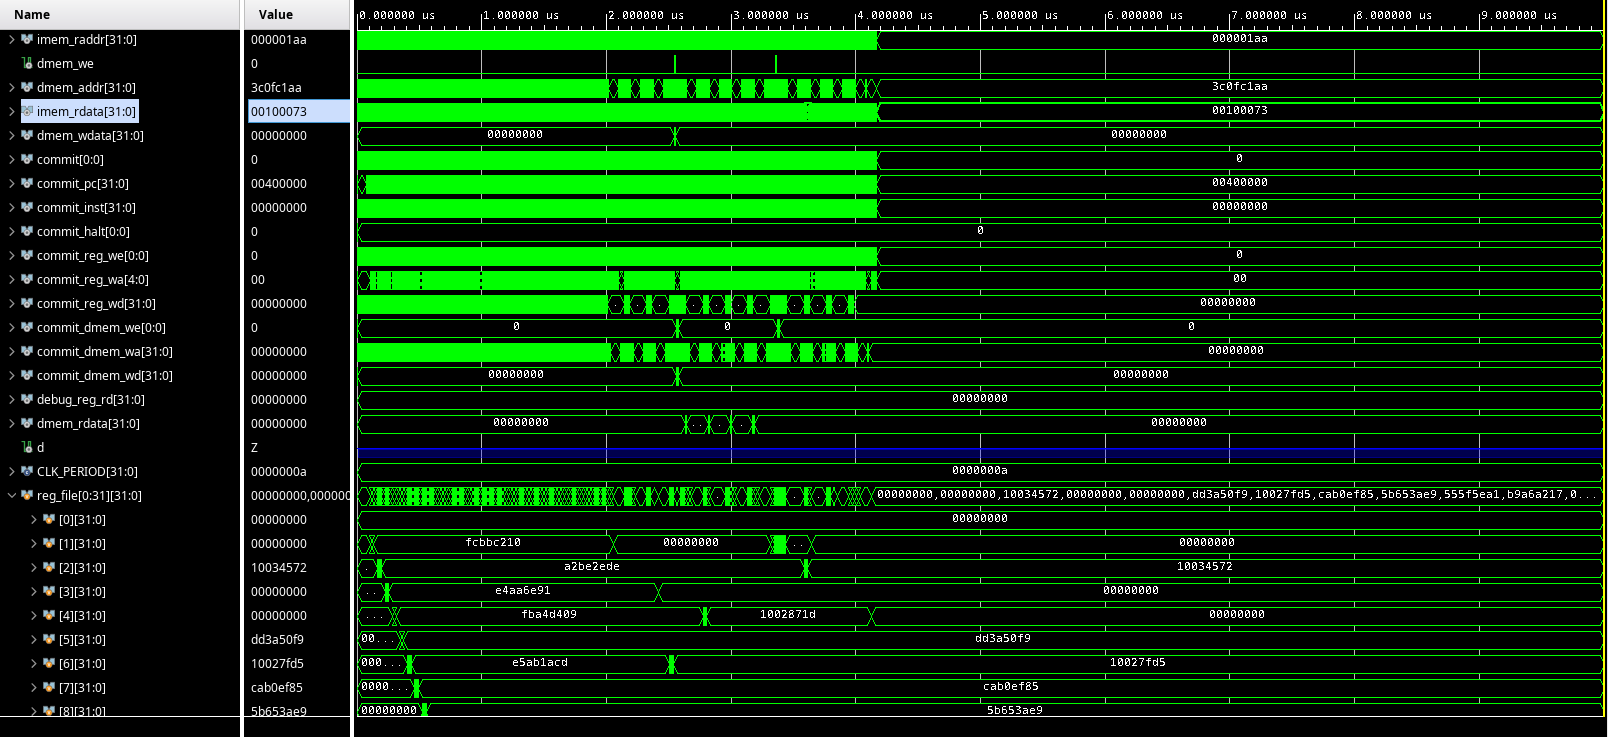 Name Value 0.000000 us 1.000000 us 2.000000 us 3.000000 us 4.000000 us 5.000000 us 6.000000 us 7.000000 us 8.000000 us 9.000000 us
imem_raddr[31:0] 000001aa 000001aa
dmem_we 0
dmem_addr[31:0] 3c0fc1aa 3c0fc1aa
imem_rdata[31:0] 00100073 00100073
dmem_wdata[31:0] 00000000 00000000 00000000
commit[0:0] 0 0
commit_pc[31:0] 00400000 00400000
commit_inst[31:0] 00000000 00000000
commit_halt[0:0] 0 0
commit_reg_we[0:0] 0 0
commit_reg_wa[4:0] 00 00
commit_reg_wd[31:0] 00000000 00000000
commit_dmem_we[0:0] 0 0 0 0
commit_dmem_wa[31:0] 00000000 00000000
commit_dmem_wd[31:0] 00000000 00000000 00000000
debug_reg_rd[31:0] 00000000 00000000
dmem_rdata[31:0] 00000000 00000000 .. . .. 00000000
d Z
CLK_PERIOD[31:0] 0000000a 0000000a
reg_file[0:31][31:0] 00000000,000000 00000000,00000000,10034572,00000000,00000000,dd3a50f9,10027fd5,cab0ef85,5b653ae9,555f5ea1,b9a6a217,0...
[0][31:0] 00000000 00000000
[1][31:0] 00000000 fcbbc210 00000000 .. 00000000
[2][31:0] 10034572 . a2be2ede 10034572
[3][31:0] 00000000 ... e4aa6e91 00000000
[4][31:0] 00000000 ... fba4d409 1002871d 00000000
[5][31:0] dd3a50f9 00... dd3a50f9
[6][31:0] 10027fd5 000... e5ab1acd 10027fd5
[7][31:0] cab0ef85 0000... cab0ef85
[8][31:0] 5b653ae9 00000000 5b653ae9